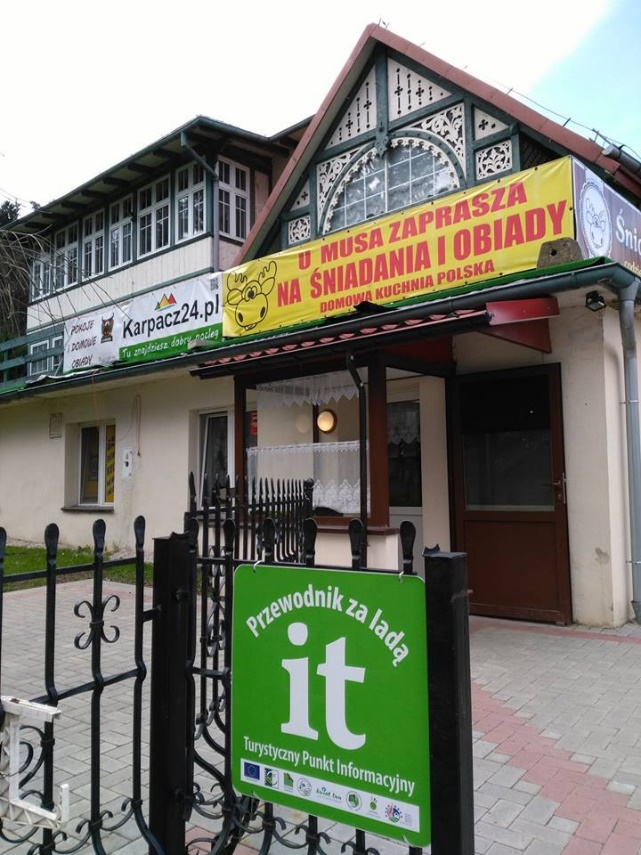 U MUSA ZAPRASZA
NA ŚNIADANIA I OBIADY
DOMOWA KUCHNIA POLSKA
POKOJE
DOMOWE
OBIADY
Karpacz24.pl
Tu znajdziesz dobry nocleg
Przewodnik za ladą
it
Turystyczny Punkt Informacyjny